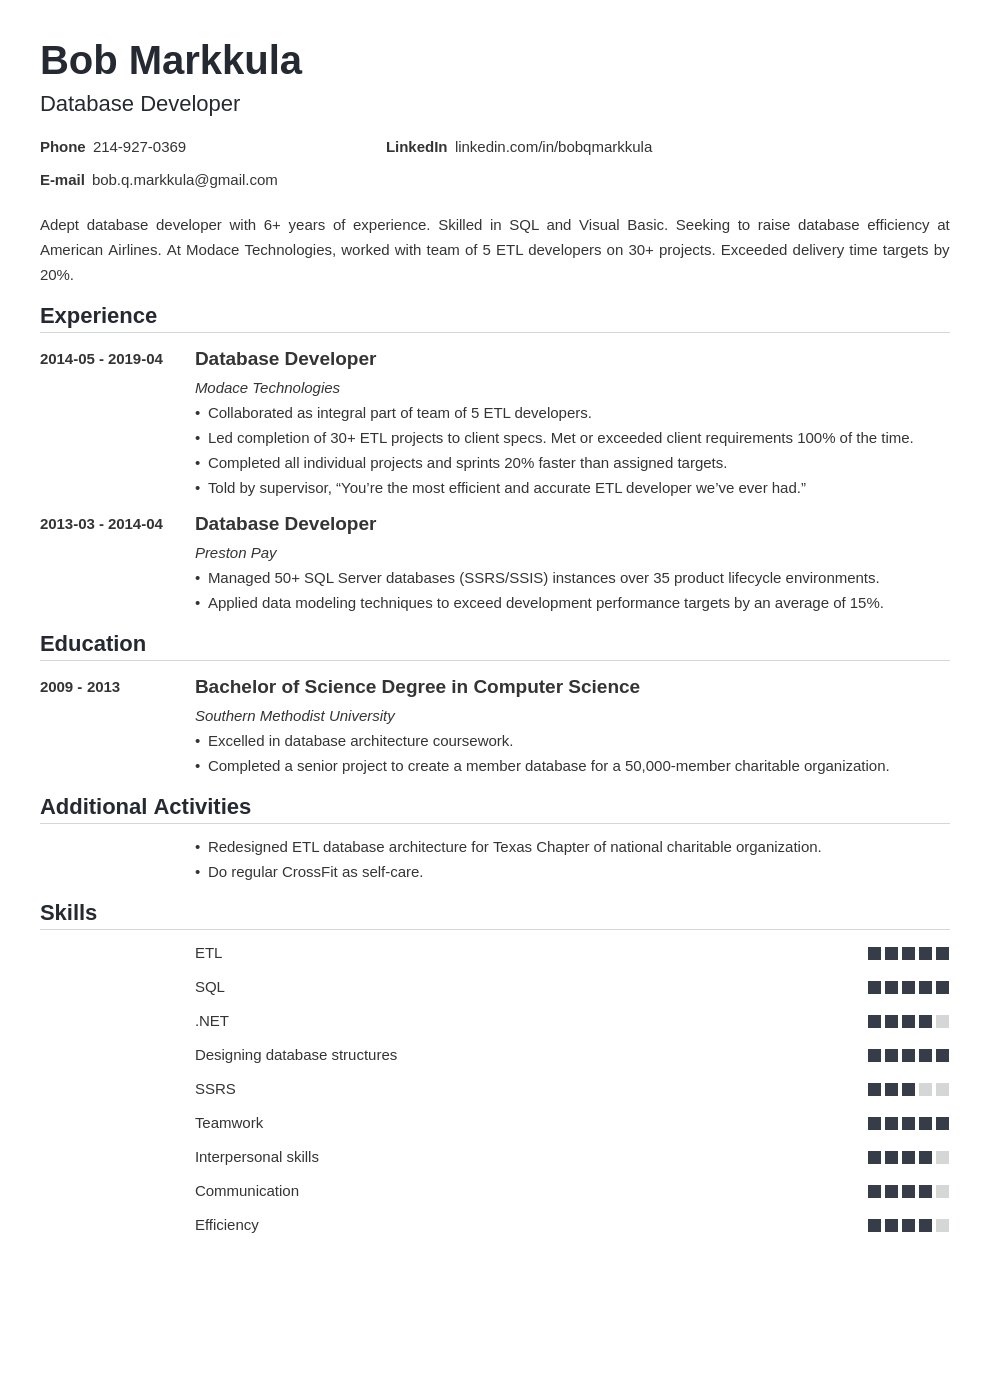 Bob Markkula
Database Developer
Phone 214-927-0369 LinkedIn linkedin.com/in/bobqmarkkula
E-mail bob.q.markkula@gmail.com
Adept database developer with 6+ years of experience. Skilled in SQL and Visual Basic. Seeking to raise database efficiency at
American Airlines. At Modace Technologies, worked with team of 5 ETL developers on 30+ projects. Exceeded delivery time targets by
20%.
Experience
2014-05 - 2019-04 Database Developer
Modace Technologies
• Collaborated as integral part of team of 5 ETL developers.
• Led completion of 30+ ETL projects to client specs. Met or exceeded client requirements 100% of the time.
• Completed all individual projects and sprints 20% faster than assigned targets.
• Told by supervisor, “You’re the most efficient and accurate ETL developer we’ve ever had.”
2013-03 - 2014-04 Database Developer
Preston Pay
• Managed 50+ SQL Server databases (SSRS/SSIS) instances over 35 product lifecycle environments.
• Applied data modeling techniques to exceed development performance targets by an average of 15%.
Education
2009 - 2013 Bachelor of Science Degree in Computer Science
Southern Methodist University
• Excelled in database architecture coursework.
• Completed a senior project to create a member database for a 50,000-member charitable organization.
Additional Activities
• Redesigned ETL database architecture for Texas Chapter of national charitable organization.
• Do regular CrossFit as self-care.
Skills
ETL
SQL
.NET
Designing database structures
SSRS
Teamwork
Interpersonal skills
Communication
Efficiency